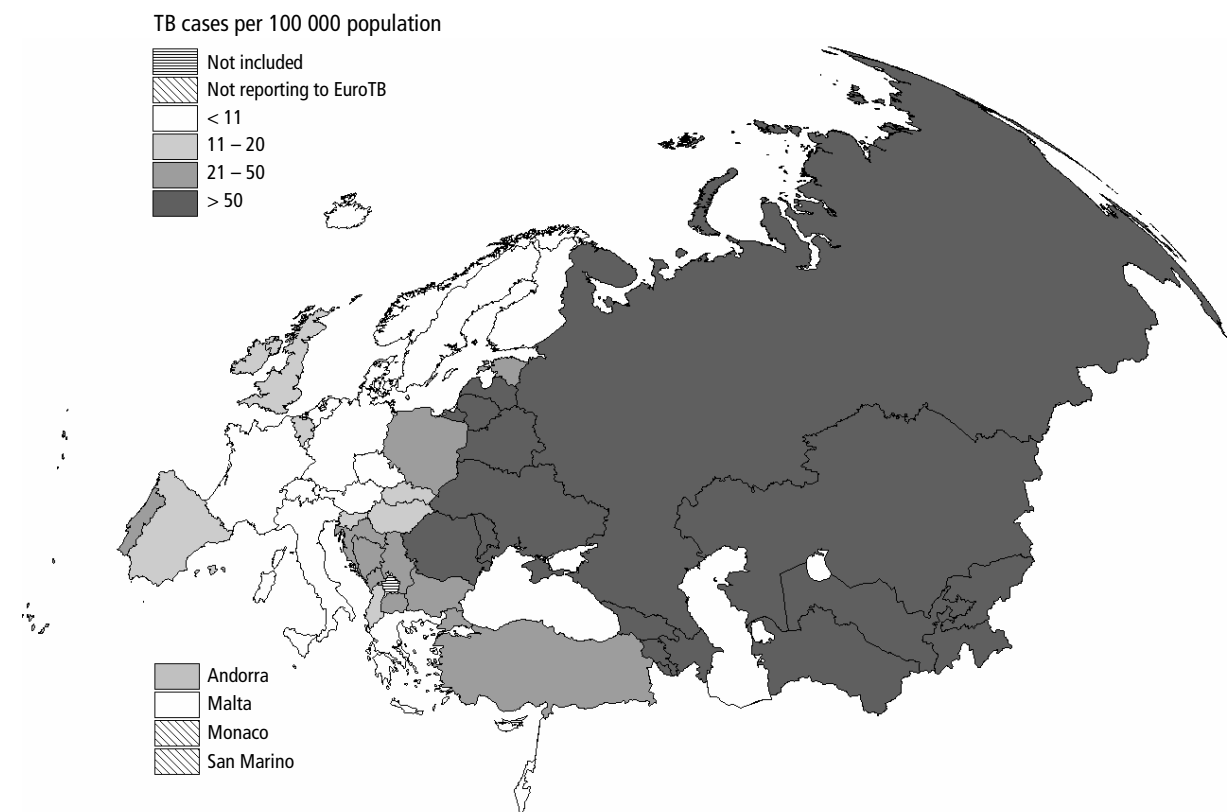 TB cases per 100 000 population
Not included
Not reporting to EuroTB
< 11
11 – 20
21 – 50
> 50
Andorra
Malta
Monaco
San Marino